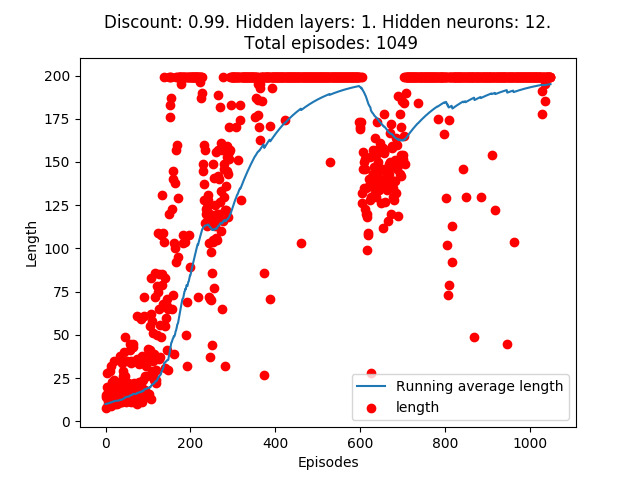 Discount: 0.99. Hidden layers: 1. Hidden neurons: 12.
Total episodes: 1049
200
175
150
125
100
75
50
25
0
Length
Running average length
length
0 200 400 600 800 1000
Episodes